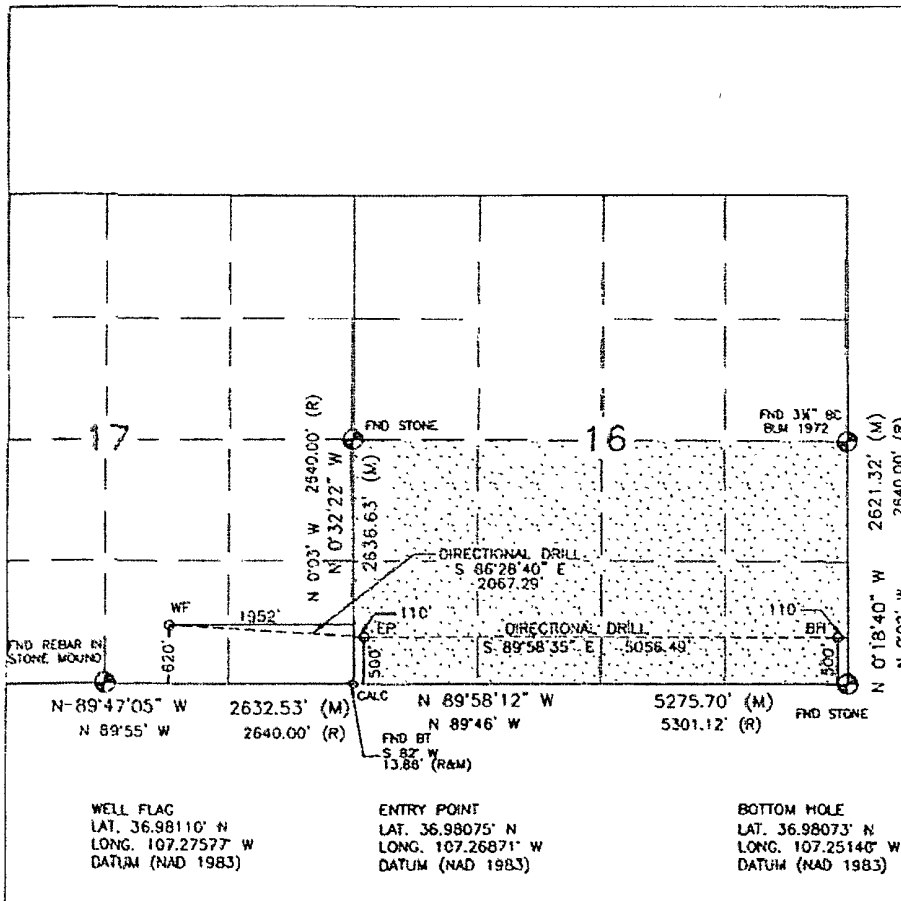 17
16
FND STONE
FND 3¼" BC
BLM 1972
N 0°03' W 2640.00' (R)
N 0°32'22" W
2636.63' (M)
N 0°18'40" W 2621.32' (M)
2640.00' (R)
DIRECTIONAL DRILL
S 86°28'40" E
2067.29'
WF
1952'
620'
110'
EP
500'
DIRECTIONAL DRILL
S 89°58'35" E 5056.49'
110'
BH
500'
FND REBAR IN
STONE MOUND
CALC
FND STONE
N 89°47'05" W 2632.53' (M)
N 89°55' W 2640.00' (R)
N 89°58'12" W 5275.70' (M)
N 89°46' W 5301.12' (R)
FND BT
S 82° W
13.88' (R&M)
WELL FLAG
LAT. 36.98110° N
LONG. 107.27577° W
DATUM (NAD 1983)
ENTRY POINT
LAT. 36.98075° N
LONG. 107.26871° W
DATUM (NAD 1983)
BOTTOM HOLE
LAT. 36.98073° N
LONG. 107.25140° W
DATUM (NAD 1983)